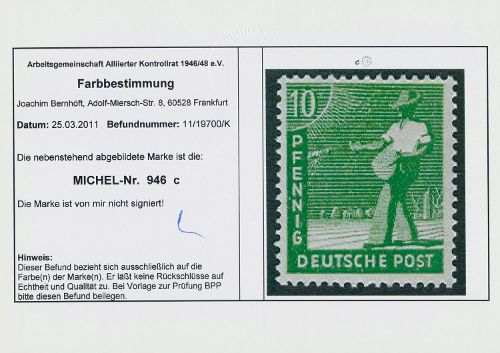 Arbeitsgemeinschaft Alliierter Kontrollrat 1946/48 e.V.
Farbbestimmung
Joachim Bernhöft, Adolf-Miersch-Str. 8, 60528 Frankfurt
Datum: 25.03.2011 Befundnummer: 11/19700/K
Die nebenstehend abgebildete Marke ist die:
MICHEL-Nr. 946 c
Die Marke ist von mir nicht signiert!
Hinweis:
Dieser Befund bezieht sich ausschließlich auf die
Farbe(n) der Marke(n). Er läßt keine Rückschlüsse auf
Echtheit und Qualität zu. Bei Vorlage zur Prüfung BPP
bitte diesen Befund beilegen.
c
10
PFENNIG
DEUTSCHE POST